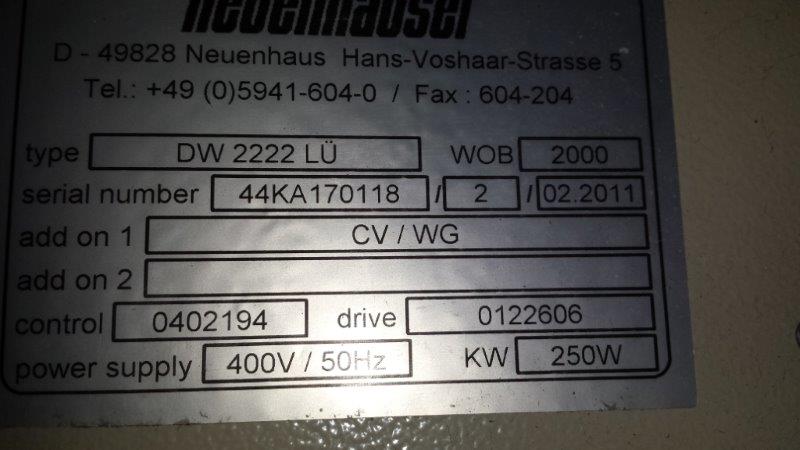 neuenhauser
D - 49828 Neuenhaus Hans-Voshaar-Strasse 5
Tel.: +49 (0)5941-604-0 / Fax : 604-204
type DW 2222 LÜ WOB 2000
serial number 44KA170118 / 2 / 02.2011
add on 1 CV / WG
add on 2
control 0402194 drive 0122606
power supply 400V / 50Hz KW 250W